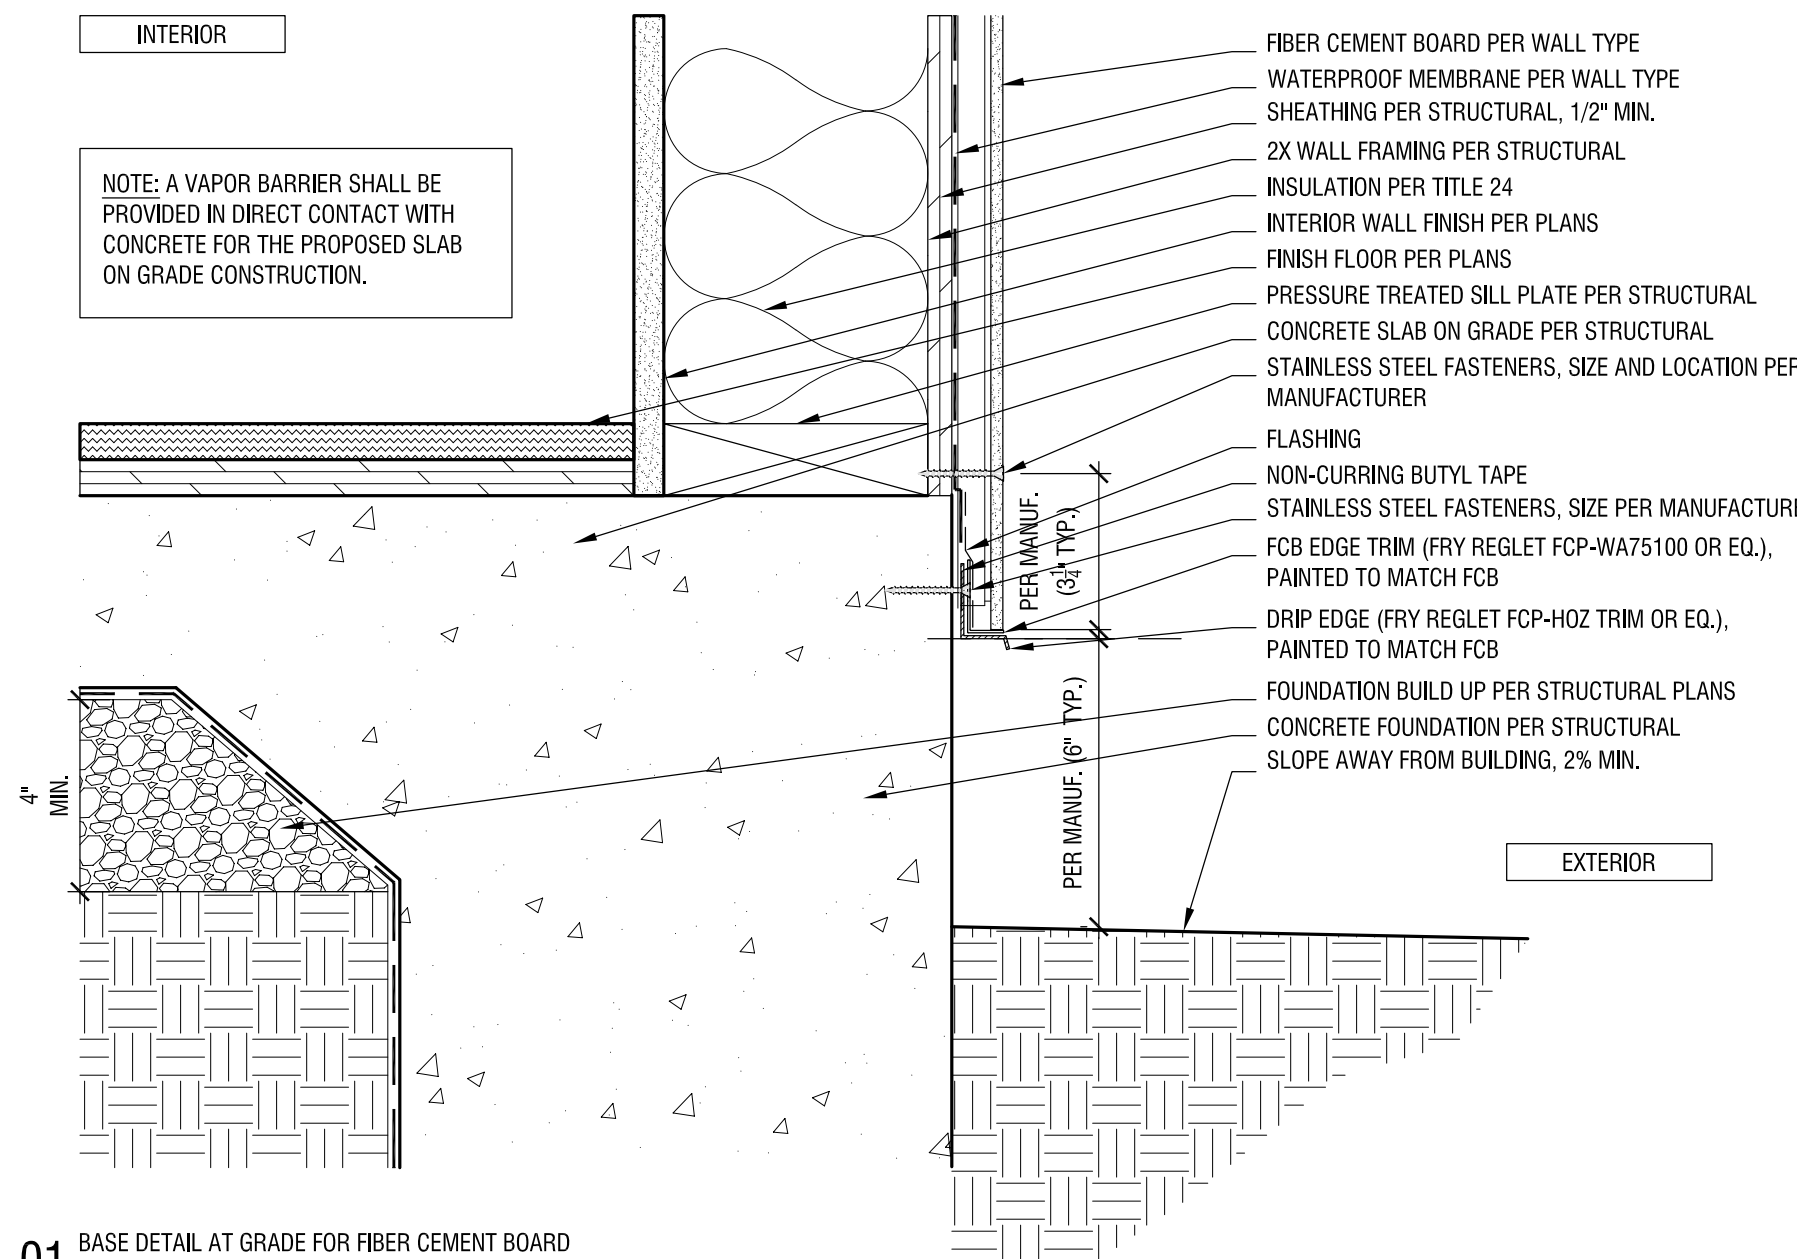 INTERIOR
NOTE: A VAPOR BARRIER SHALL BE
PROVIDED IN DIRECT CONTACT WITH
CONCRETE FOR THE PROPOSED SLAB
ON GRADE CONSTRUCTION.
FIBER CEMENT BOARD PER WALL TYPE
WATERPROOF MEMBRANE PER WALL TYPE
SHEATHING PER STRUCTURAL, 1/2" MIN.
2X WALL FRAMING PER STRUCTURAL
INSULATION PER TITLE 24
INTERIOR WALL FINISH PER PLANS
FINISH FLOOR PER PLANS
PRESSURE TREATED SILL PLATE PER STRUCTURAL
CONCRETE SLAB ON GRADE PER STRUCTURAL
STAINLESS STEEL FASTENERS, SIZE AND LOCATION PER
MANUFACTURER
FLASHING
NON-CURRING BUTYL TAPE
STAINLESS STEEL FASTENERS, SIZE PER MANUFACTURE
FCB EDGE TRIM (FRY REGLET FCP-WA75100 OR EQ.),
PAINTED TO MATCH FCB
DRIP EDGE (FRY REGLET FCP-HOZ TRIM OR EQ.),
PAINTED TO MATCH FCB
FOUNDATION BUILD UP PER STRUCTURAL PLANS
CONCRETE FOUNDATION PER STRUCTURAL
SLOPE AWAY FROM BUILDING, 2% MIN.
PER MANUF.
(3 1/4" TYP.)
PER MANUF. (6" TYP.)
4"
MIN.
EXTERIOR
01 BASE DETAIL AT GRADE FOR FIBER CEMENT BOARD